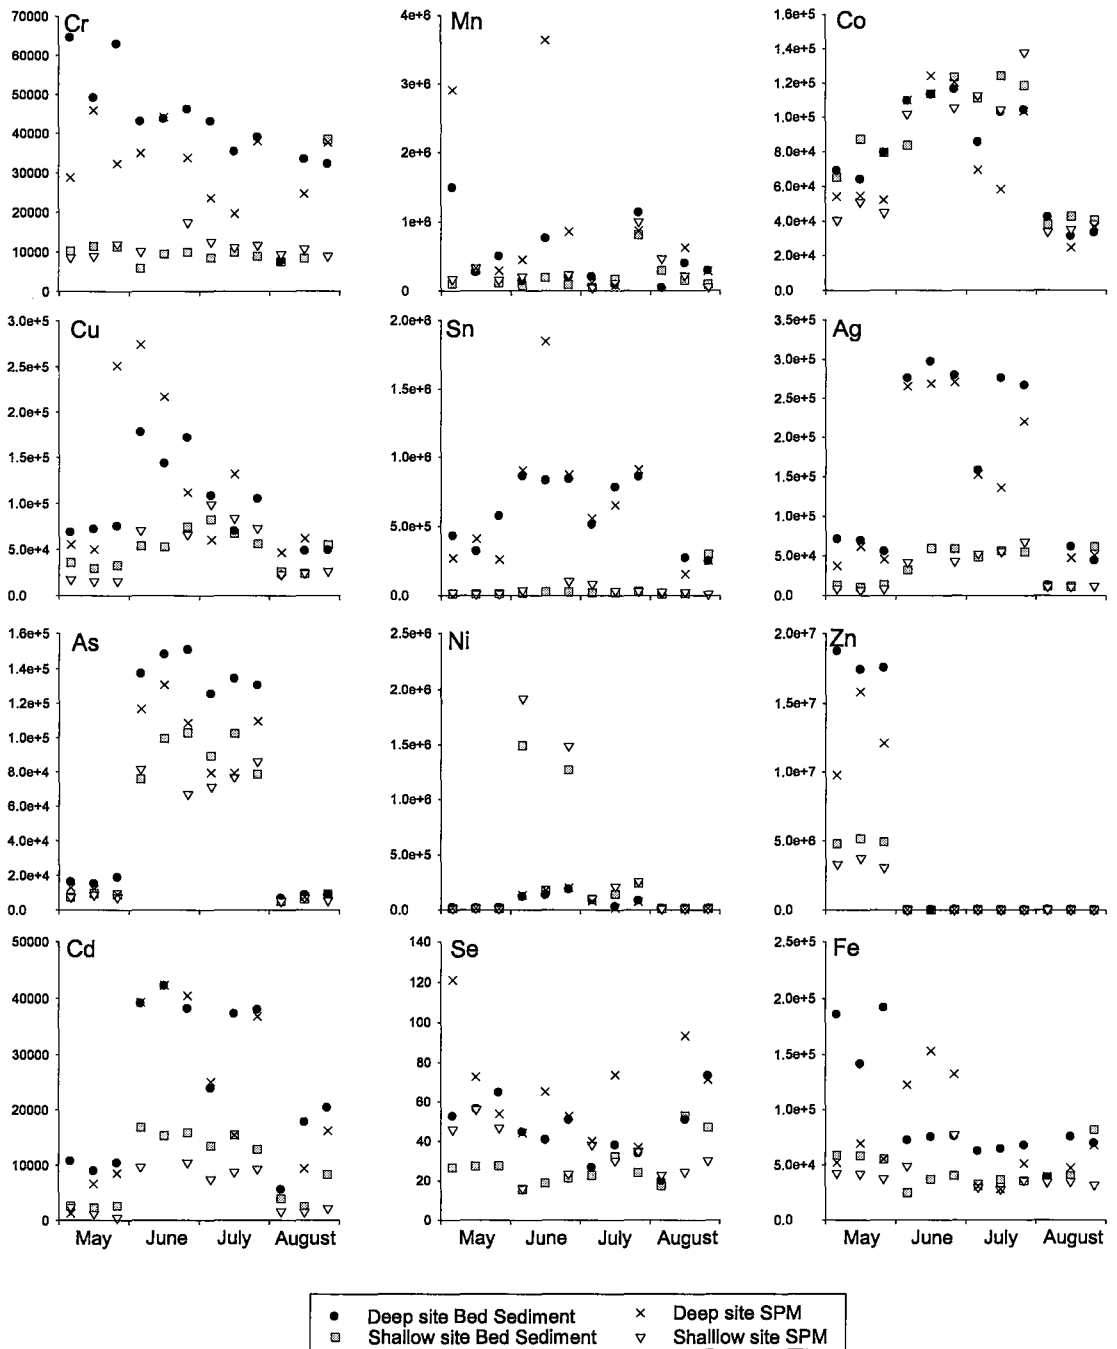 Cr
70000
60000
50000
40000
30000
20000
10000
0
Mn
4e+6
3e+6
2e+6
1e+6
0
Co
1.6e+5
1.4e+5
1.2e+5
1.0e+5
8.0e+4
6.0e+4
4.0e+4
2.0e+4
0.0
Cu
3.0e+5
2.5e+5
2.0e+5
1.5e+5
1.0e+5
5.0e+4
0.0
Sn
2.0e+6
1.5e+6
1.0e+6
5.0e+5
0.0
Ag
3.5e+5
3.0e+5
2.5e+5
2.0e+5
1.5e+5
1.0e+5
5.0e+4
0.0
As
1.6e+5
1.4e+5
1.2e+5
1.0e+5
8.0e+4
6.0e+4
4.0e+4
2.0e+4
0.0
Ni
2.5e+6
2.0e+6
1.5e+6
1.0e+6
5.0e+5
0.0
Zn
2.0e+7
1.5e+7
1.0e+7
5.0e+6
0.0
Cd
50000
40000
30000
20000
10000
0
May June July August
Se
140
120
100
80
60
40
20
0
May June July August
Fe
2.5e+5
2.0e+5
1.5e+5
1.0e+5
5.0e+4
0.0
May June July August
Deep site Bed Sediment
Deep site SPM
Shallow site Bed Sediment
Shalllow site SPM